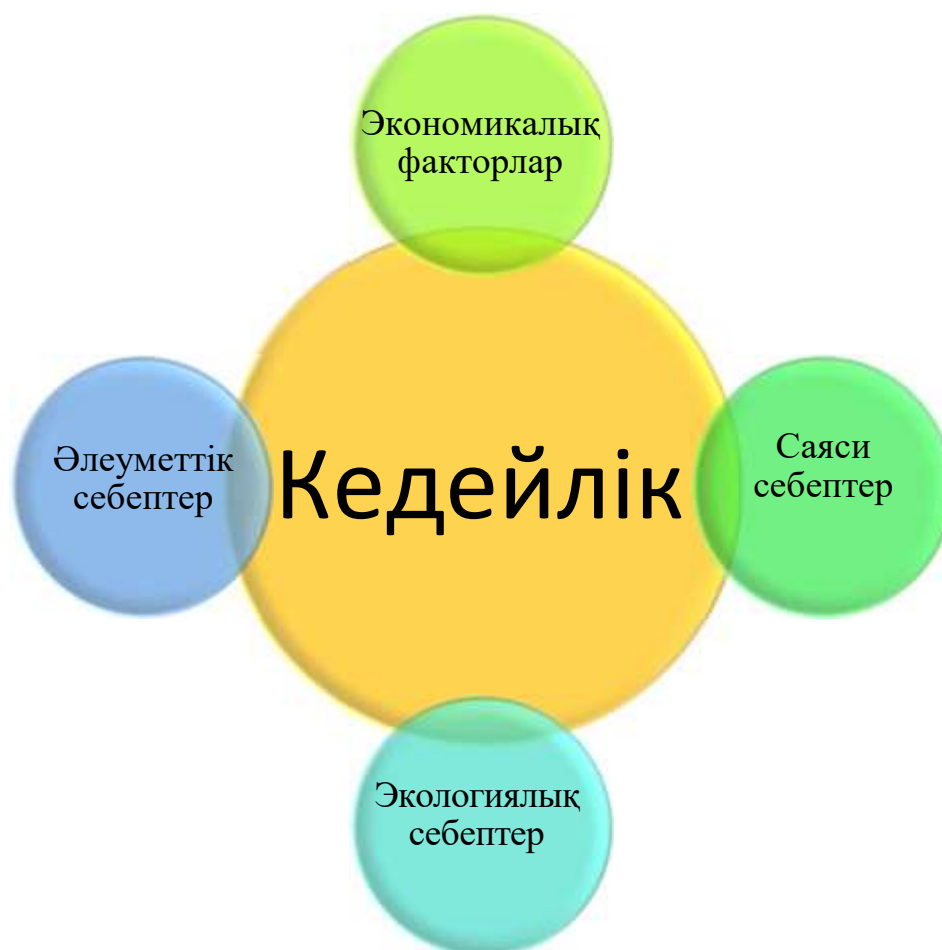 Экономикалық
факторлар
Әлеуметтік
себептер
Кедейлік
Саяси
себептер
Экологиялық
себептер